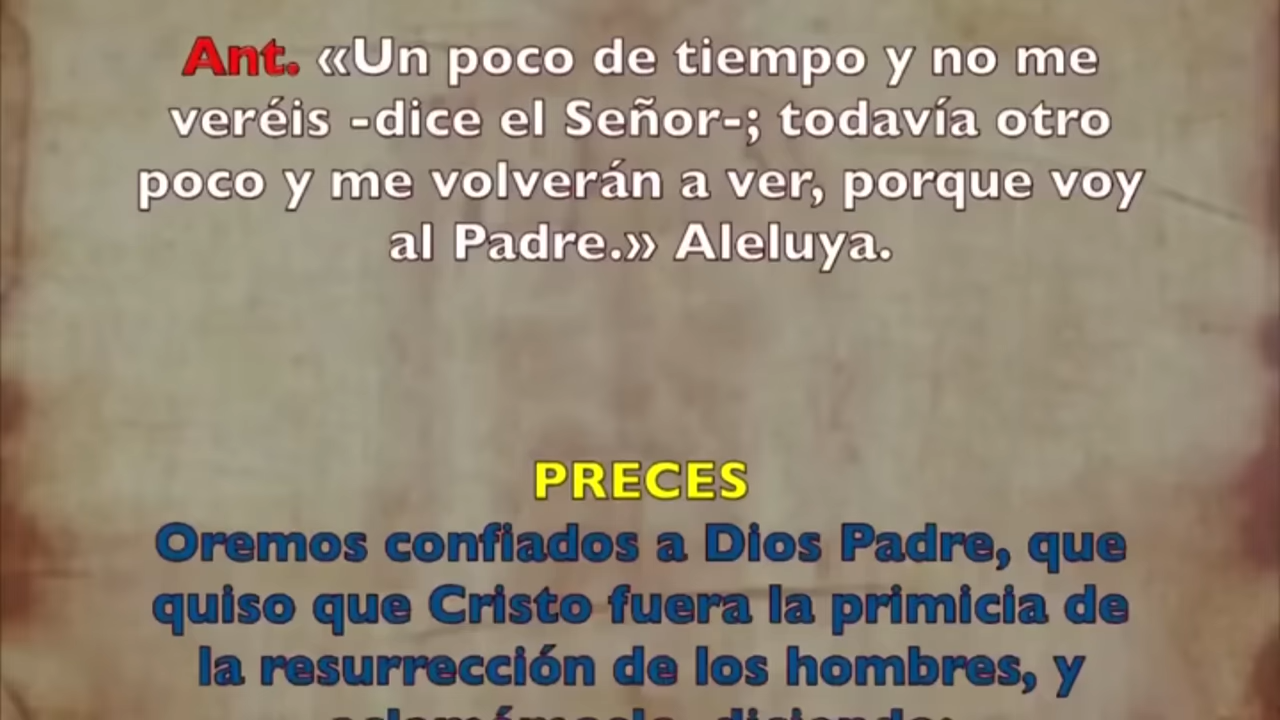 Ant. «Un poco de tiempo y no me
veréis -dice el Señor-; todavía otro
poco y me volverán a ver, porque voy
al Padre.» Aleluya.
PRECES
Oremos confiados a Dios Padre, que
quiso que Cristo fuera la primicia de
la resurrección de los hombres, y